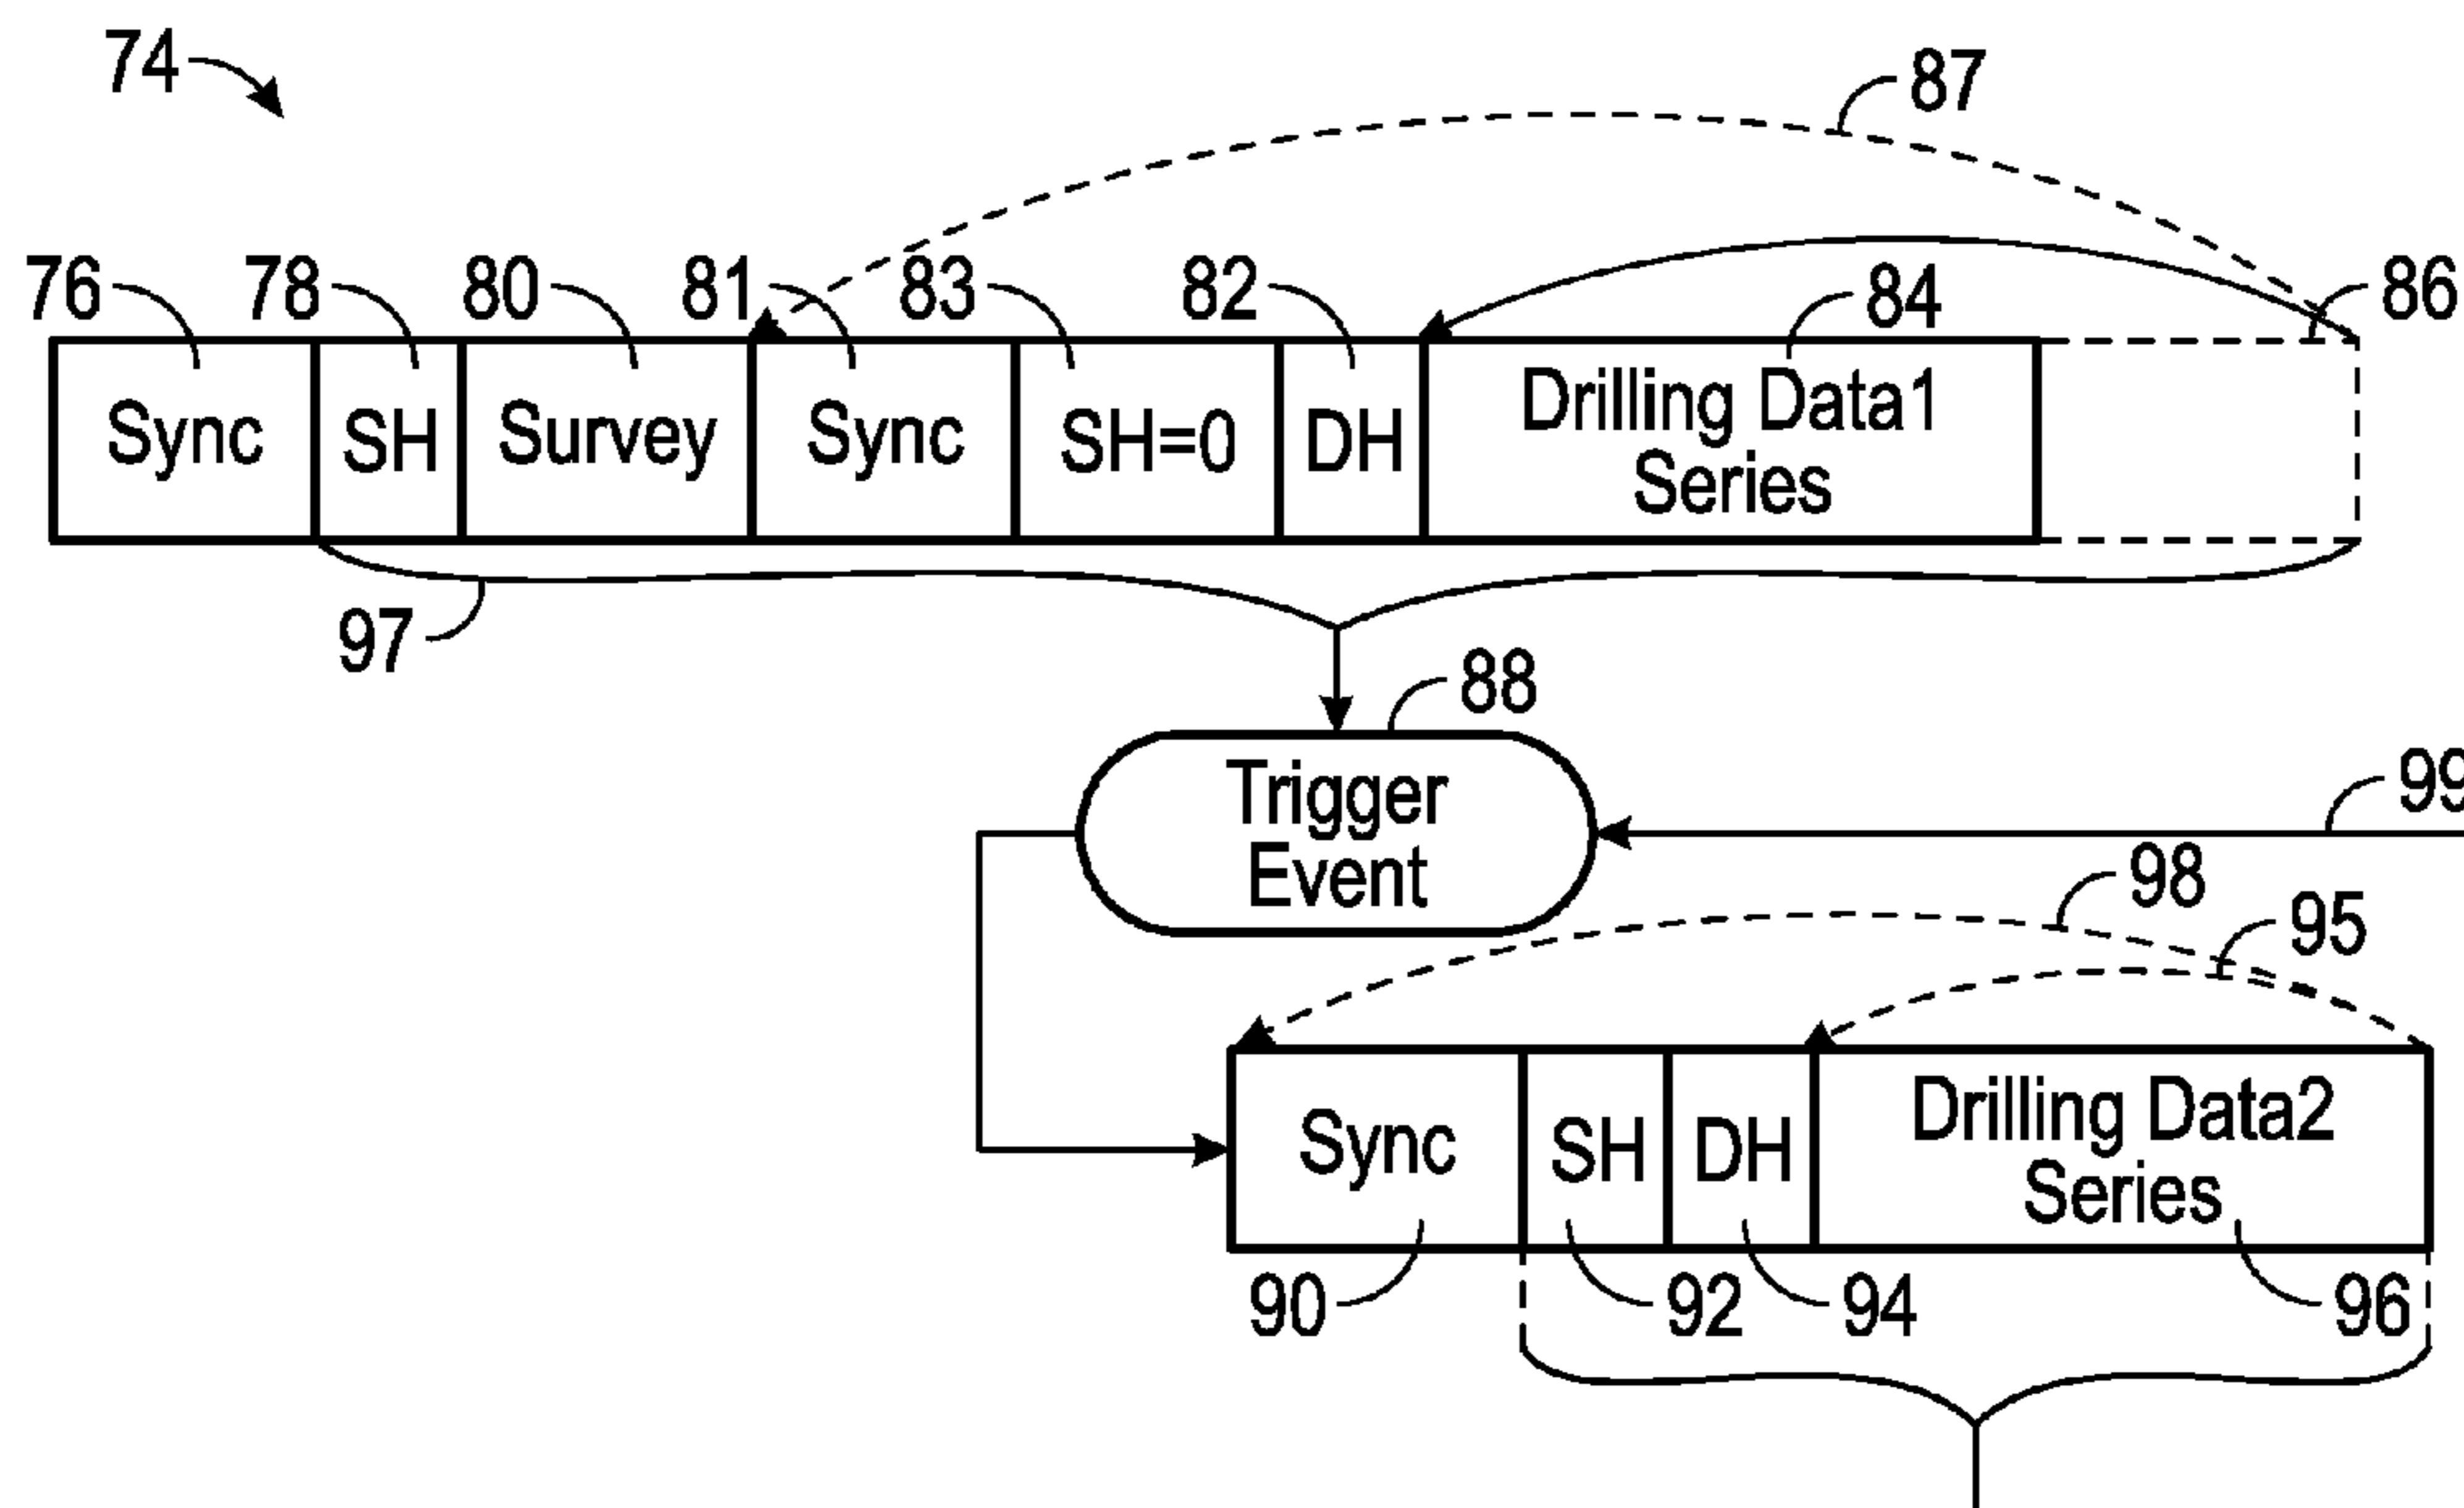 74
87
76
78
80
81
83
82
84
86
Sync
SH
Survey
Sync
SH=0
DH
Drilling Data1
Series
97
88
Trigger
Event
99
98
95
Sync
SH
DH
Drilling Data2
Series
90
92
94
96